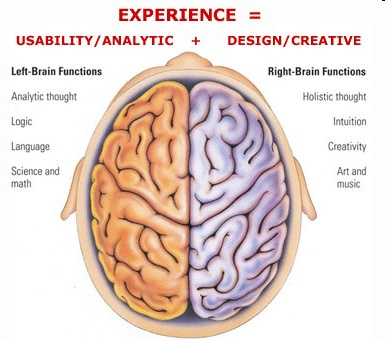 EXPERIENCE =
USABILITY/ANALYTIC + DESIGN/CREATIVE
Left-Brain Functions
Analytic thought
Logic
Language
Science and
math
Right-Brain Functions
Holistic thought
Intuition
Creativity
Art and
music